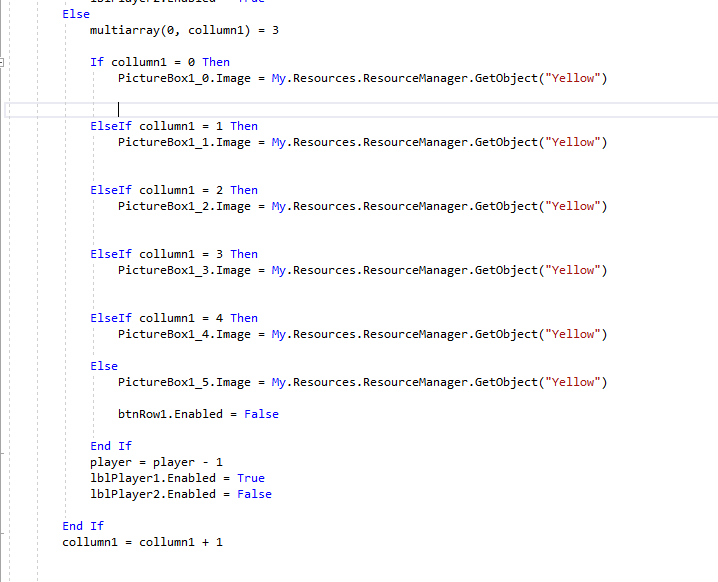 lblPlayer2.Enabled = True
Else
multiarray(0, collumn1) = 3
If collumn1 = 0 Then
PictureBox1_0.Image = My.Resources.ResourceManager.GetObject("Yellow")
ElseIf collumn1 = 1 Then
PictureBox1_1.Image = My.Resources.ResourceManager.GetObject("Yellow")
ElseIf collumn1 = 2 Then
PictureBox1_2.Image = My.Resources.ResourceManager.GetObject("Yellow")
ElseIf collumn1 = 3 Then
PictureBox1_3.Image = My.Resources.ResourceManager.GetObject("Yellow")
ElseIf collumn1 = 4 Then
PictureBox1_4.Image = My.Resources.ResourceManager.GetObject("Yellow")
Else
PictureBox1_5.Image = My.Resources.ResourceManager.GetObject("Yellow")
btnRow1.Enabled = False
End If
player = player - 1
lblPlayer1.Enabled = True
lblPlayer2.Enabled = False
End If
collumn1 = collumn1 + 1